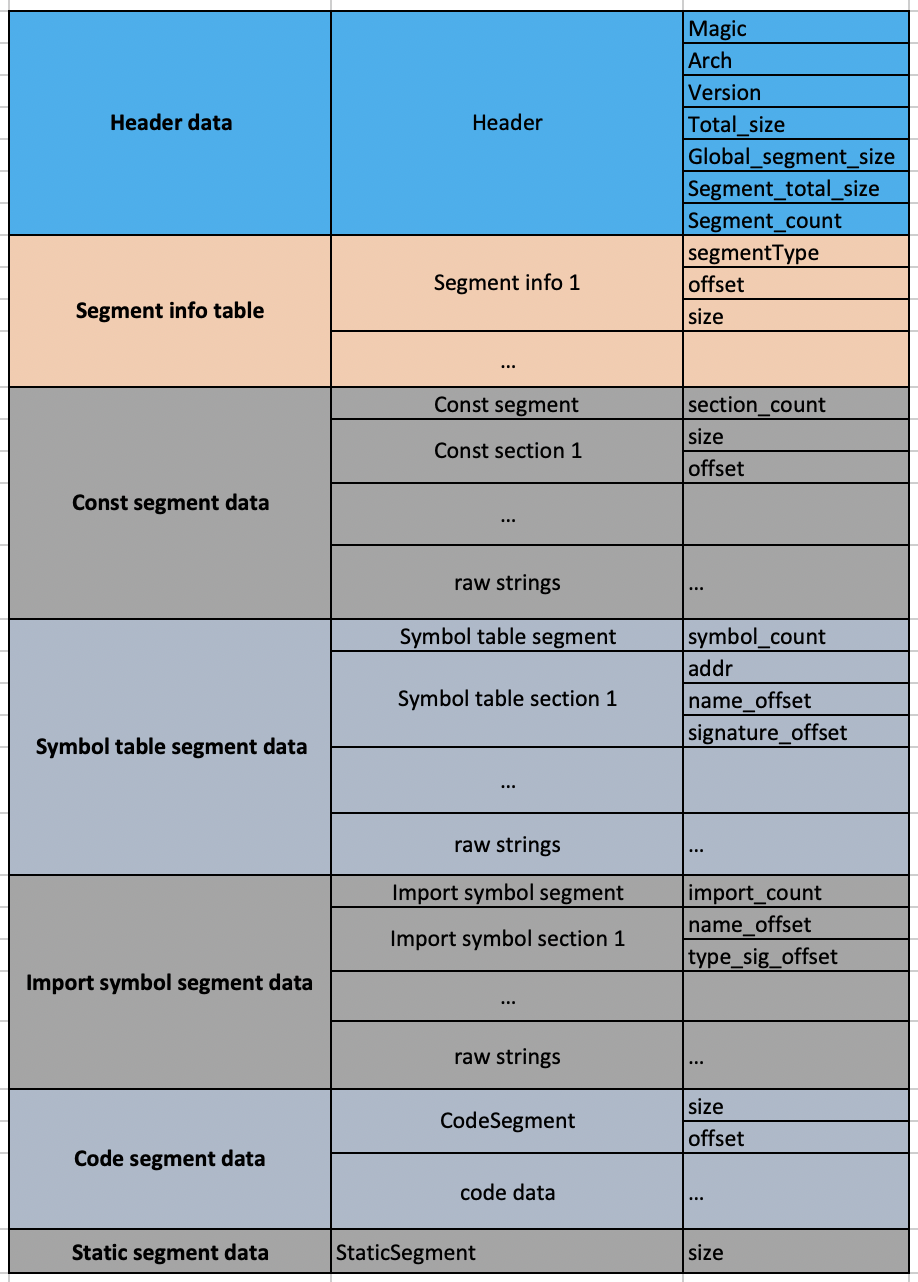 Header data
Header
Magic
Arch
Version
Total_size
Global_segment_size
Segment_total_size
Segment_count
Segment info table
Segment info 1
segmentType
offset
size
...
Const segment data
Const segment
section_count
Const section 1
size
offset
...
raw strings
...
Symbol table segment data
Symbol table segment
symbol_count
Symbol table section 1
addr
name_offset
signature_offset
...
raw strings
...
Import symbol segment data
Import symbol segment
import_count
Import symbol section 1
name_offset
type_sig_offset
...
raw strings
...
Code segment data
CodeSegment
size
offset
code data
...
Static segment data
StaticSegment
size